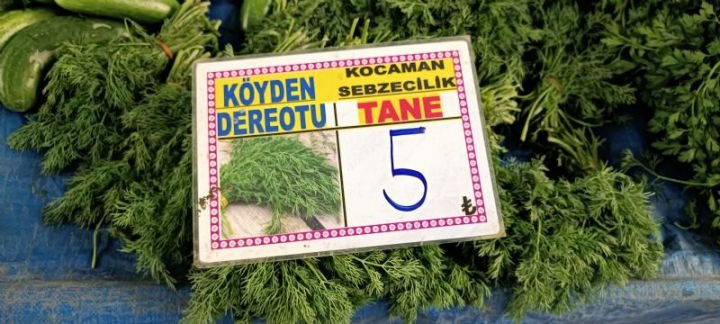 KÖYDEN
DEREOTU
KOCAMAN
SEBZECİLİK
TANE
5
₺